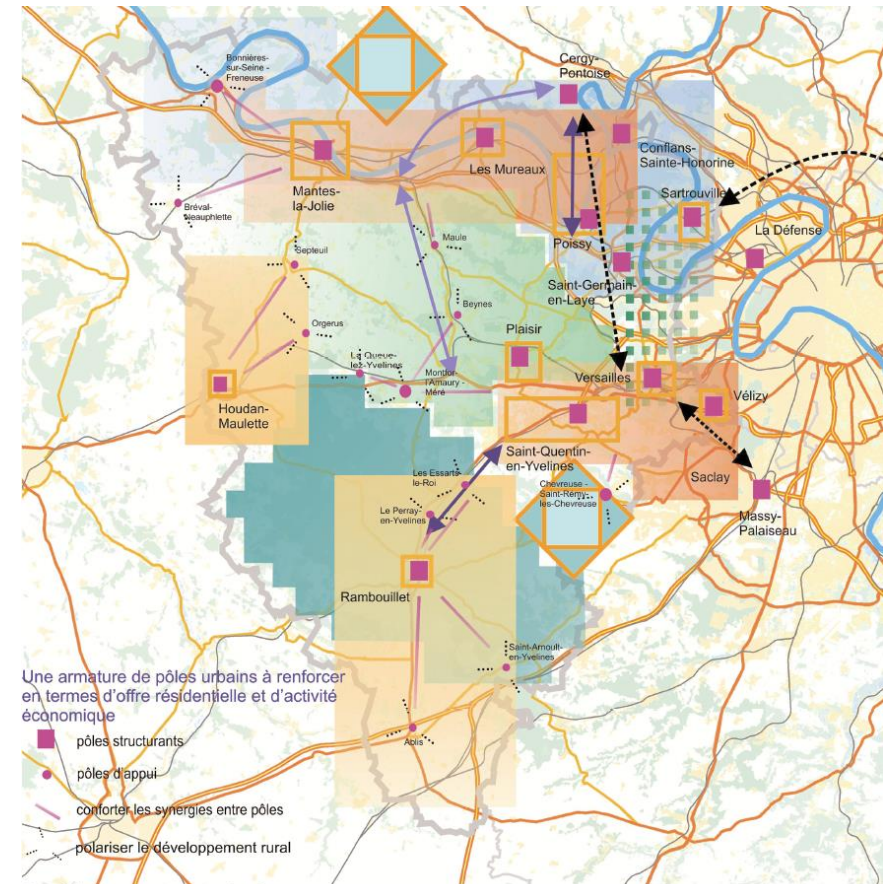 Bonnières-
sur-Seine -
Freneuse
Cergy-
Pontoise
Mantes-
la-Jolie
Les Mureaux
Conflans-
Sainte-Honorine
Sartrouville
Bréval-
Neauphlette
La Défense
Poissy
Maule
Septeuil
Saint-Germain-
en-Laye
Beynes
Orgerus
Plaisir
La Queue-
lez-Yvelines
Montfort-
l'Amaury -
Méré
Versailles
Vélizy
Houdan-
Maulette
Saint-Quentin-
en-Yvelines
Les Essarts-
le-Roi
Chevreuse -
Saint-Rémy-
lès-Chevreuse
Saclay
Le Perray-
en-Yvelines
Massy-
Palaiseau
Rambouillet
Saint-Arnoult-
en-Yvelines
Ablis
Une armature de pôles urbains à renforcer
en termes d'offre résidentielle et d'activité
économique
pôles structurants
pôles d'appui
conforter les synergies entre pôles
polariser le développement rural